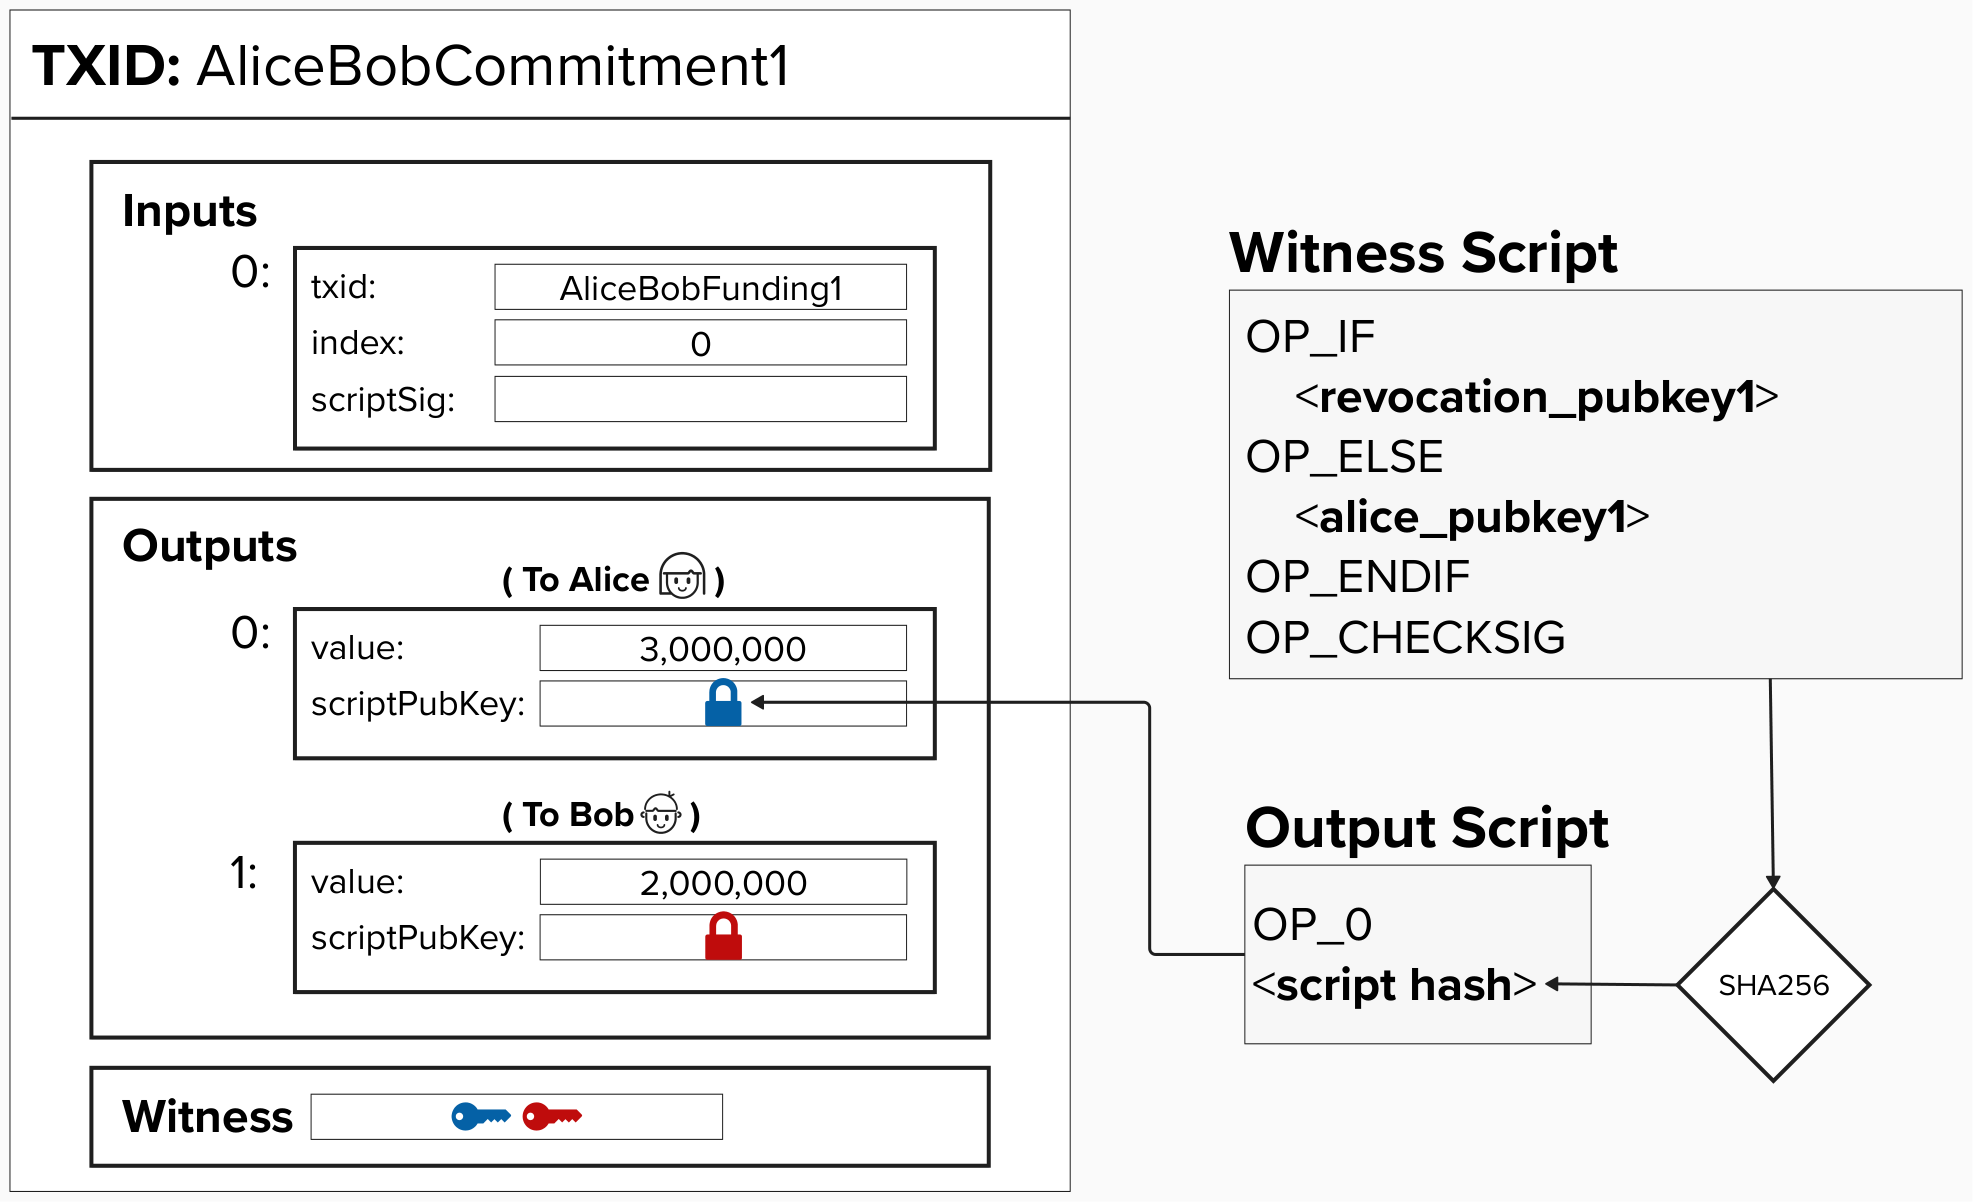 TXID: AliceBobCommitment1
Inputs
0:
txid: AliceBobFunding1
index: 0
scriptSig:
Outputs
( To Alice )
0:
value: 3,000,000
scriptPubKey:
( To Bob )
1:
value: 2,000,000
scriptPubKey:
Witness
Witness Script
OP_IF
<revocation_pubkey1>
OP_ELSE
<alice_pubkey1>
OP_ENDIF
OP_CHECKSIG
Output Script
OP_0
<script hash>
SHA256